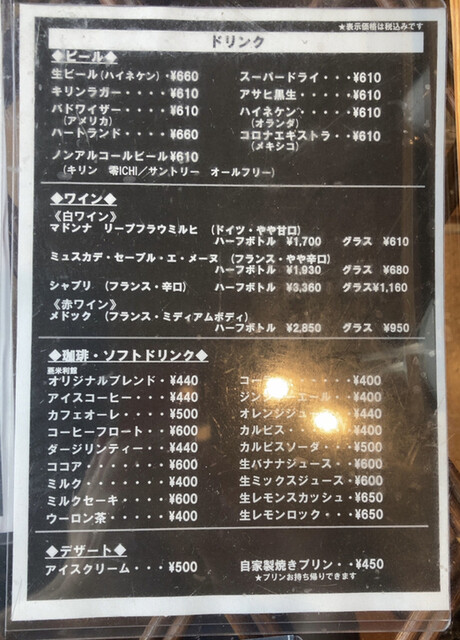 ★表示価格は税込みです
ドリンク
◆ビール◆
生ビール(ハイネケン)・¥660
キリンラガー・・・・・¥610
バドワイザー・・・・・¥610
(アメリカ)
ハートランド・・・・・¥660
ノンアルコールビール¥610
(キリン 零ICHI/サントリー オールフリー)
スーパードライ・・・¥610
アサヒ黒生・・・・・¥610
ハイネケン・・・・・¥610
(オランダ)
コロナエキストラ・・¥610
(メキシコ)
◆ワイン◆
《白ワイン》
マドンナ リープフラウミルヒ (ドイツ・やや甘口)
ハーフボトル ¥1,700 グラス ¥610
ミュスカデ・セーブル・エ・メーヌ (フランス・やや辛口)
ハーフボトル ¥1,930 グラス ¥680
シャブリ (フランス・辛口)
ハーフボトル ¥3,360 グラス¥1,160
《赤ワイン》
メドック (フランス・ミディアムボディ)
ハーフボトル ¥2,850 グラス ¥950
◆珈琲・ソフトドリンク◆
オリジナルブレンド・¥440
アイスコーヒー・・・¥440
カフェオーレ・・・・¥500
コーヒーフロート・・¥600
ダージリンティー・・¥440
ココア・・・・・・・¥600
ミルク・・・・・・・¥400
ミルクセーキ・・・・¥600
ウーロン茶・・・・・¥400
¥400
¥400
オレンジジュ ¥400
カルピス ¥400
カルピスソーダ・・・¥500
生バナナジュース・・¥600
生ミックスジュース・¥600
生レモンスカッシュ・¥650
生レモンロック・・・¥650
◆デザート◆
アイスクリーム・・・¥500
自家製焼きプリン・・¥450
★プリンお持ち帰りできます